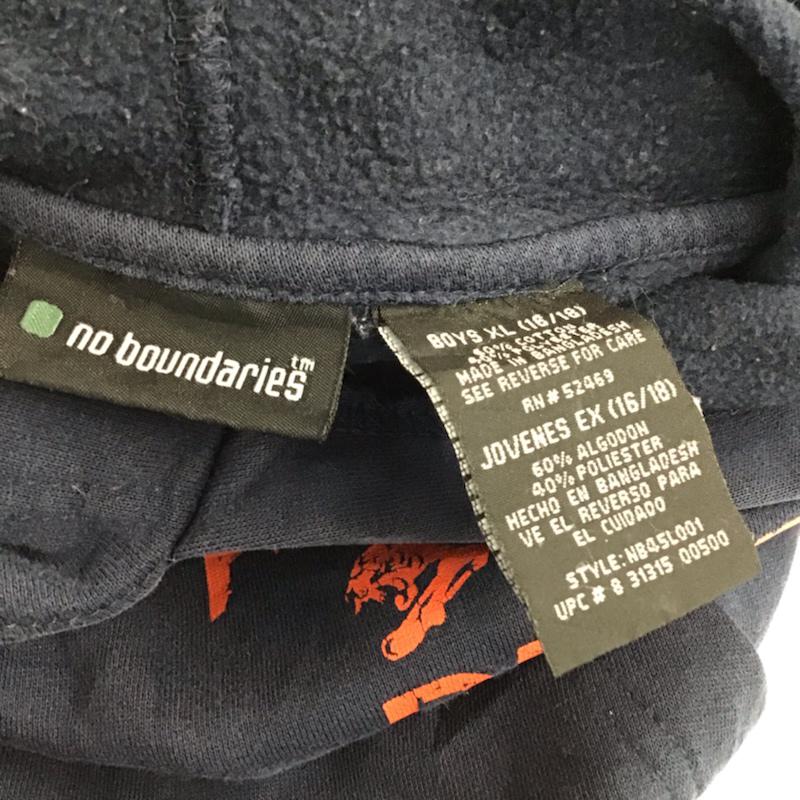 no boundaries tm
BOYS XL (16/18)
60% COTTON
40% POLYESTER
MADE IN BANGLADESH
SEE REVERSE FOR CARE
RN# 52469
JOVENES EX (16/18)
60% ALGODON
40% POLIESTER
HECHO EN BANGLADESH
VE EL REVERSO PARA
EL CUIDADO
STYLE: NB45L001
UPC # 8 31315 00500